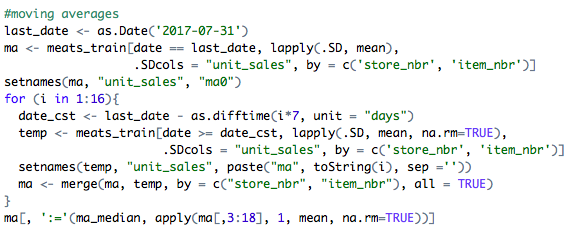 #moving averages
last_date <- as.Date('2017-07-31')
ma <- meats_train[date == last_date, lapply(.SD, mean),
.SDcols = "unit_sales", by = c('store_nbr', 'item_nbr')]
setnames(ma, "unit_sales", "ma0")
for (i in 1:16){
date_cst <- last_date - as.difftime(i*7, unit = "days")
temp <- meats_train[date >= date_cst, lapply(.SD, mean, na.rm=TRUE),
.SDcols = "unit_sales", by = c('store_nbr', 'item_nbr')]
setnames(temp, "unit_sales", paste("ma", toString(i), sep =''))
ma <- merge(ma, temp, by = c("store_nbr", "item_nbr"), all = TRUE)
}
ma[, ':='(ma_median, apply(ma[,3:18], 1, mean, na.rm=TRUE))]